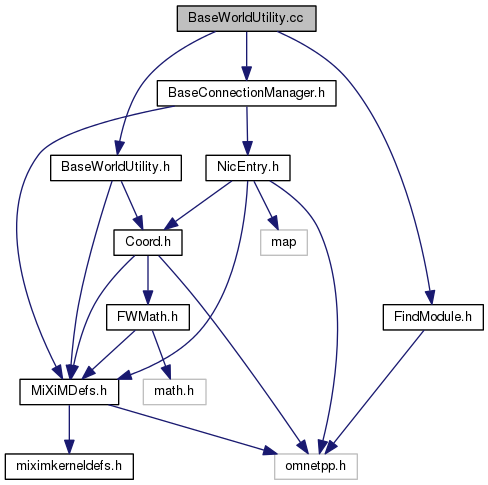 BaseWorldUtility.cc
BaseConnectionManager.h
BaseWorldUtility.h
NicEntry.h
Coord.h
map
FWMath.h
FindModule.h
MiXiMDefs.h
math.h
miximkerneldefs.h
omnetpp.h